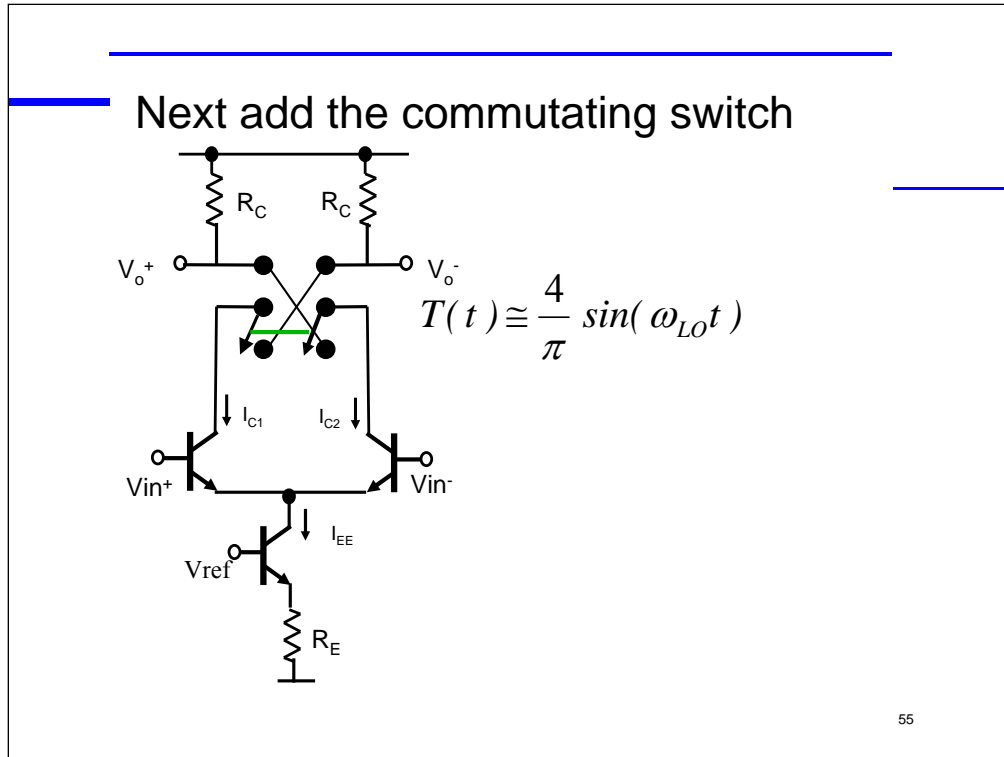 Next add the commutating switch
R_C R_C
V_o^+ V_o^-
T( t ) ≅ 4/π sin( ω_LO t )
I_C1 I_C2
Vin^+ Vin^-
I_EE
Vref
R_E
55